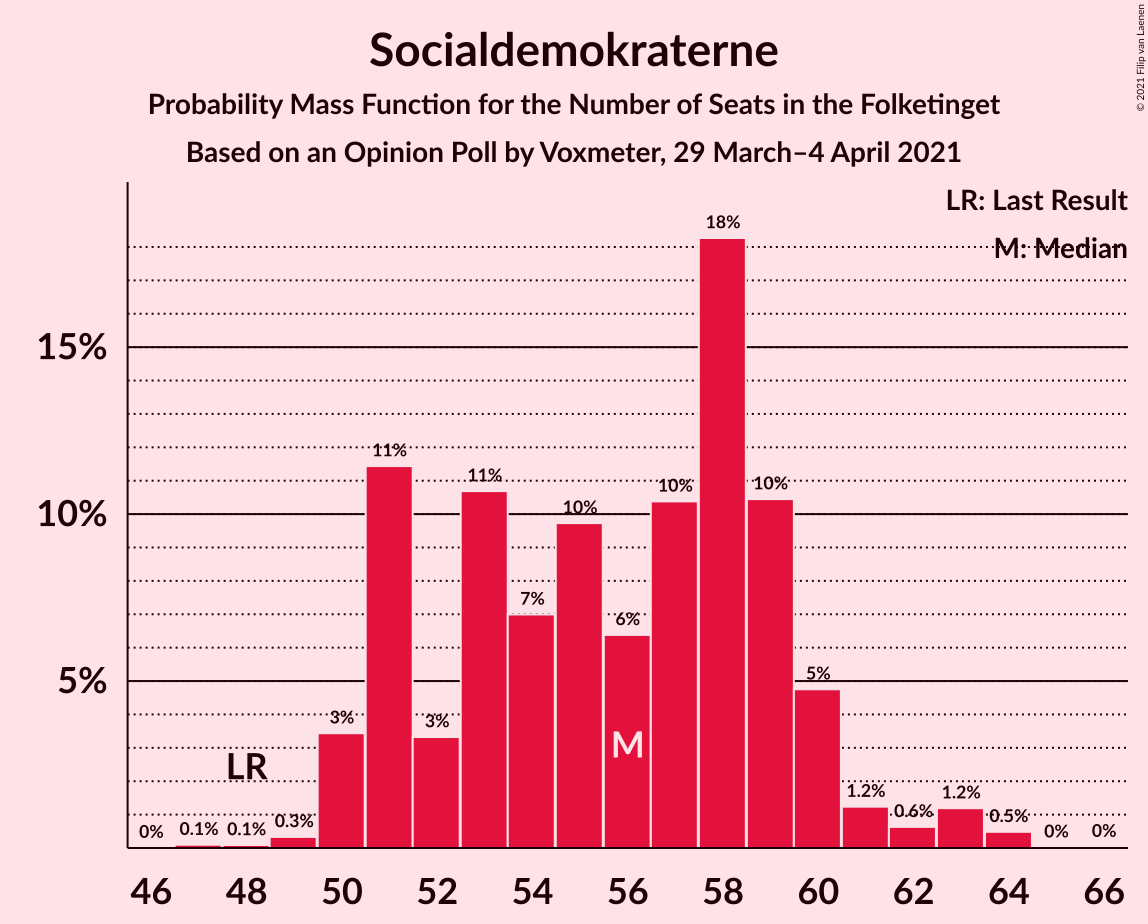 Socialdemokraterne
Probability Mass Function for the Number of Seats in the Folketinget
Based on an Opinion Poll by Voxmeter, 29 March–4 April 2021
© 2021 Filip van Laenen
LR: Last Result
M: Median
15%
10%
5%
0%
0.1%
0.1%
0.3%
3%
11%
3%
11%
7%
10%
6%
10%
18%
10%
5%
1.2%
0.6%
1.2%
0.5%
0%
0%
LR
M
46 48 50 52 54 56 58 60 62 64 66